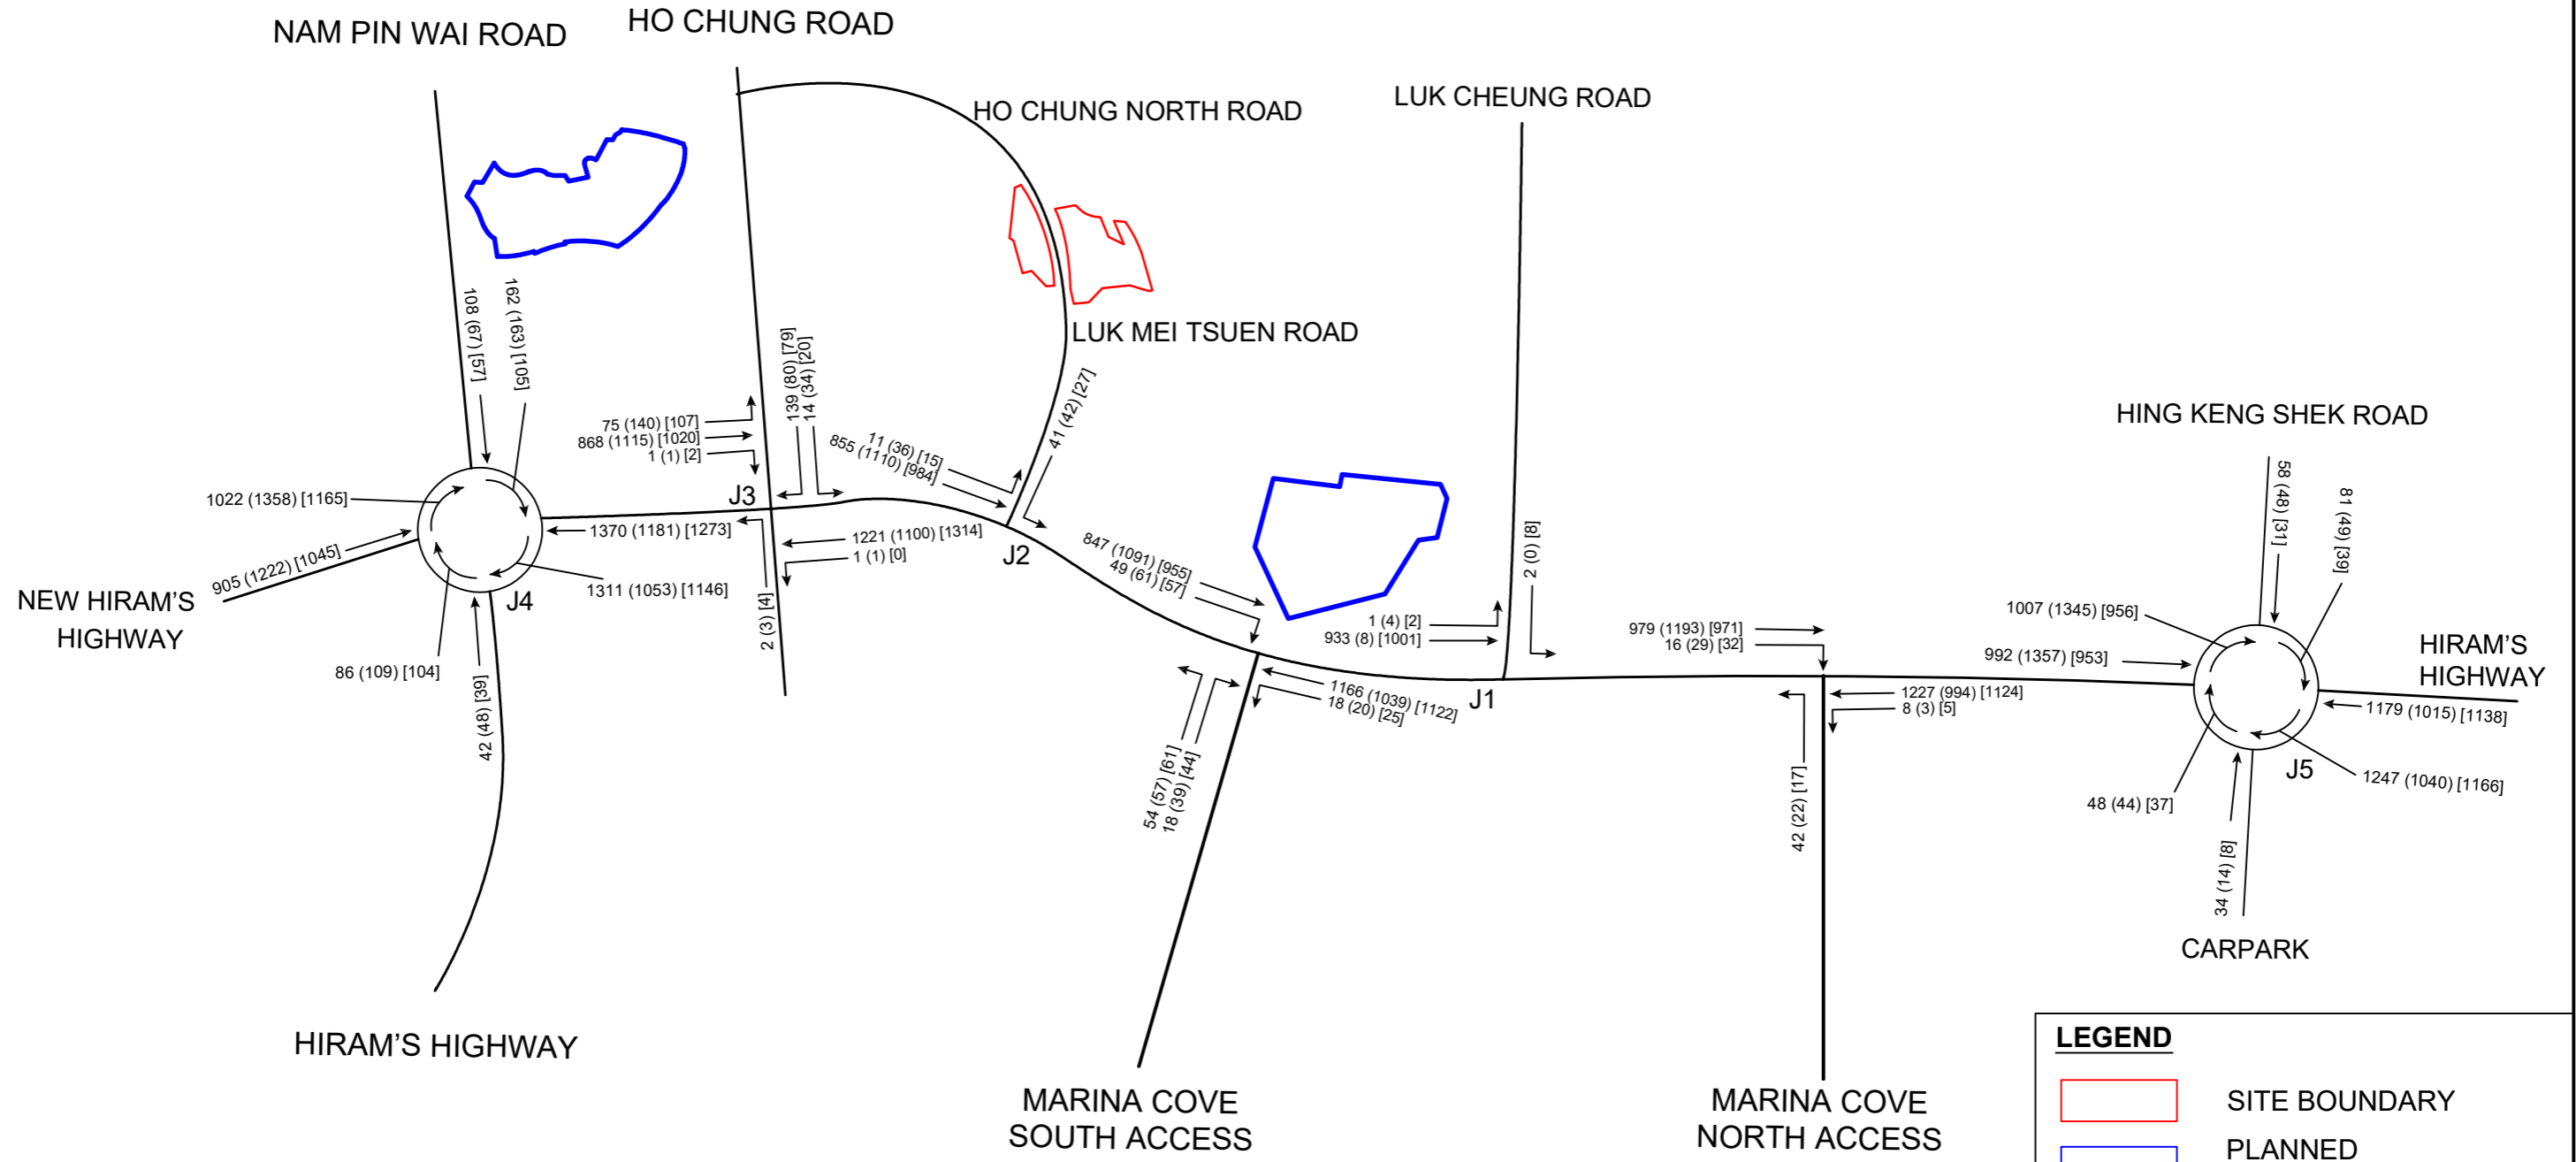 NAM PIN WAI ROAD
HO CHUNG ROAD
HO CHUNG NORTH ROAD
LUK CHEUNG ROAD
108 (67) [57]
162 (163) [105]
LUK MEI TSUEN ROAD
139 (80) [79]
14 (34) [20]
41 (42) [27]
75 (140) [107]
868 (1115) [1020]
1 (1) [2]
11 (36) [15]
855 (1110) [984]
HING KENG SHEK ROAD
58 (48) [31]
81 (49) [39]
1022 (1358) [1165]
J3
1370 (1181) [1273]
1221 (1100) [1314]
1 (1) [0]
J2
847 (1091) [955]
49 (61) [57]
2 (0) [8]
905 (1222) [1045]
NEW HIRAM'S
HIGHWAY
1311 (1053) [1146]
J4
2 (3) [4]
1 (4) [2]
933 (8) [1001]
979 (1193) [971]
16 (29) [32]
1007 (1345) [956]
992 (1357) [953]
HIRAM'S
HIGHWAY
86 (109) [104]
42 (48) [39]
1166 (1039) [1122]
18 (20) [25]
J1
1227 (994) [1124]
8 (3) [5]
1179 (1015) [1138]
54 (57) [61]
18 (39) [44]
42 (22) [17]
J5
1247 (1040) [1166]
48 (44) [37]
34 (14) [8]
CARPARK
HIRAM'S HIGHWAY
MARINA COVE
SOUTH ACCESS
MARINA COVE
NORTH ACCESS
LEGEND
SITE BOUNDARY
PLANNED